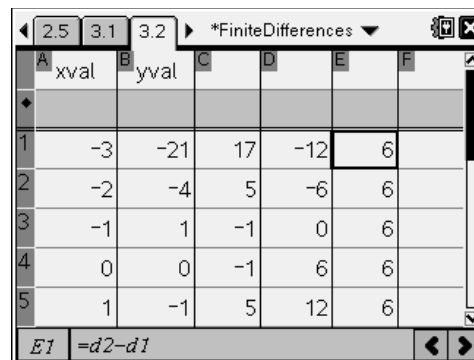 2.5 3.1 3.2 *FiniteDifferences
A xval B yval C D E F
1 -3 -21 17 -12 6
2 -2 -4 5 -6 6
3 -1 1 -1 0 6
4 0 0 -1 6 6
5 1 -1 5 12 6
E1 =d2-d1